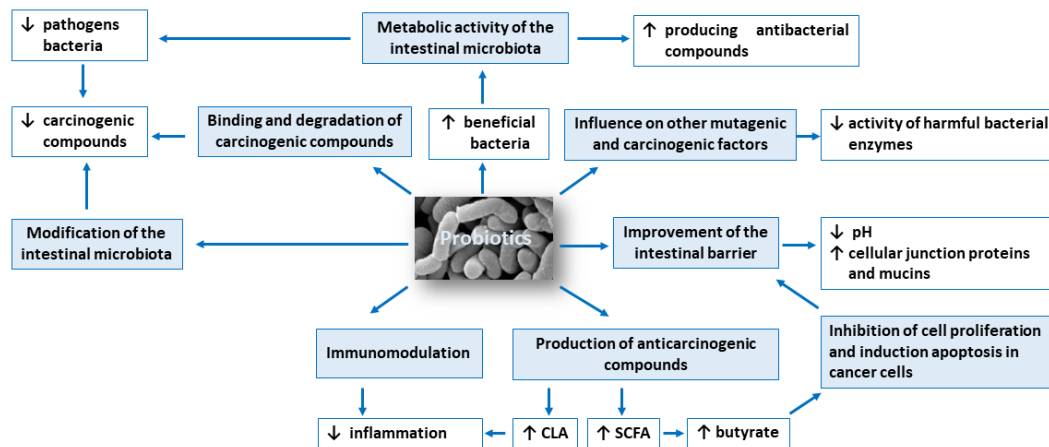 ↓ pathogens
bacteria
Metabolic activity of the
intestinal microbiota
↑ producing antibacterial
compounds
↓ carcinogenic
compounds
Binding and degradation of
carcinogenic compounds
↑ beneficial
bacteria
Influence on other mutagenic
and carcinogenic factors
↓ activity of harmful bacterial
enzymes
Modification of the
intestinal microbiota
Probiotics
Improvement of the
intestinal barrier
↓ pH
↑ cellular junction proteins
and mucins
Immunomodulation
Production of anticarcinogenic
compounds
Inhibition of cell proliferation
and induction apoptosis in
cancer cells
↓ inflammation
↑ CLA
↑ SCFA
↑ butyrate